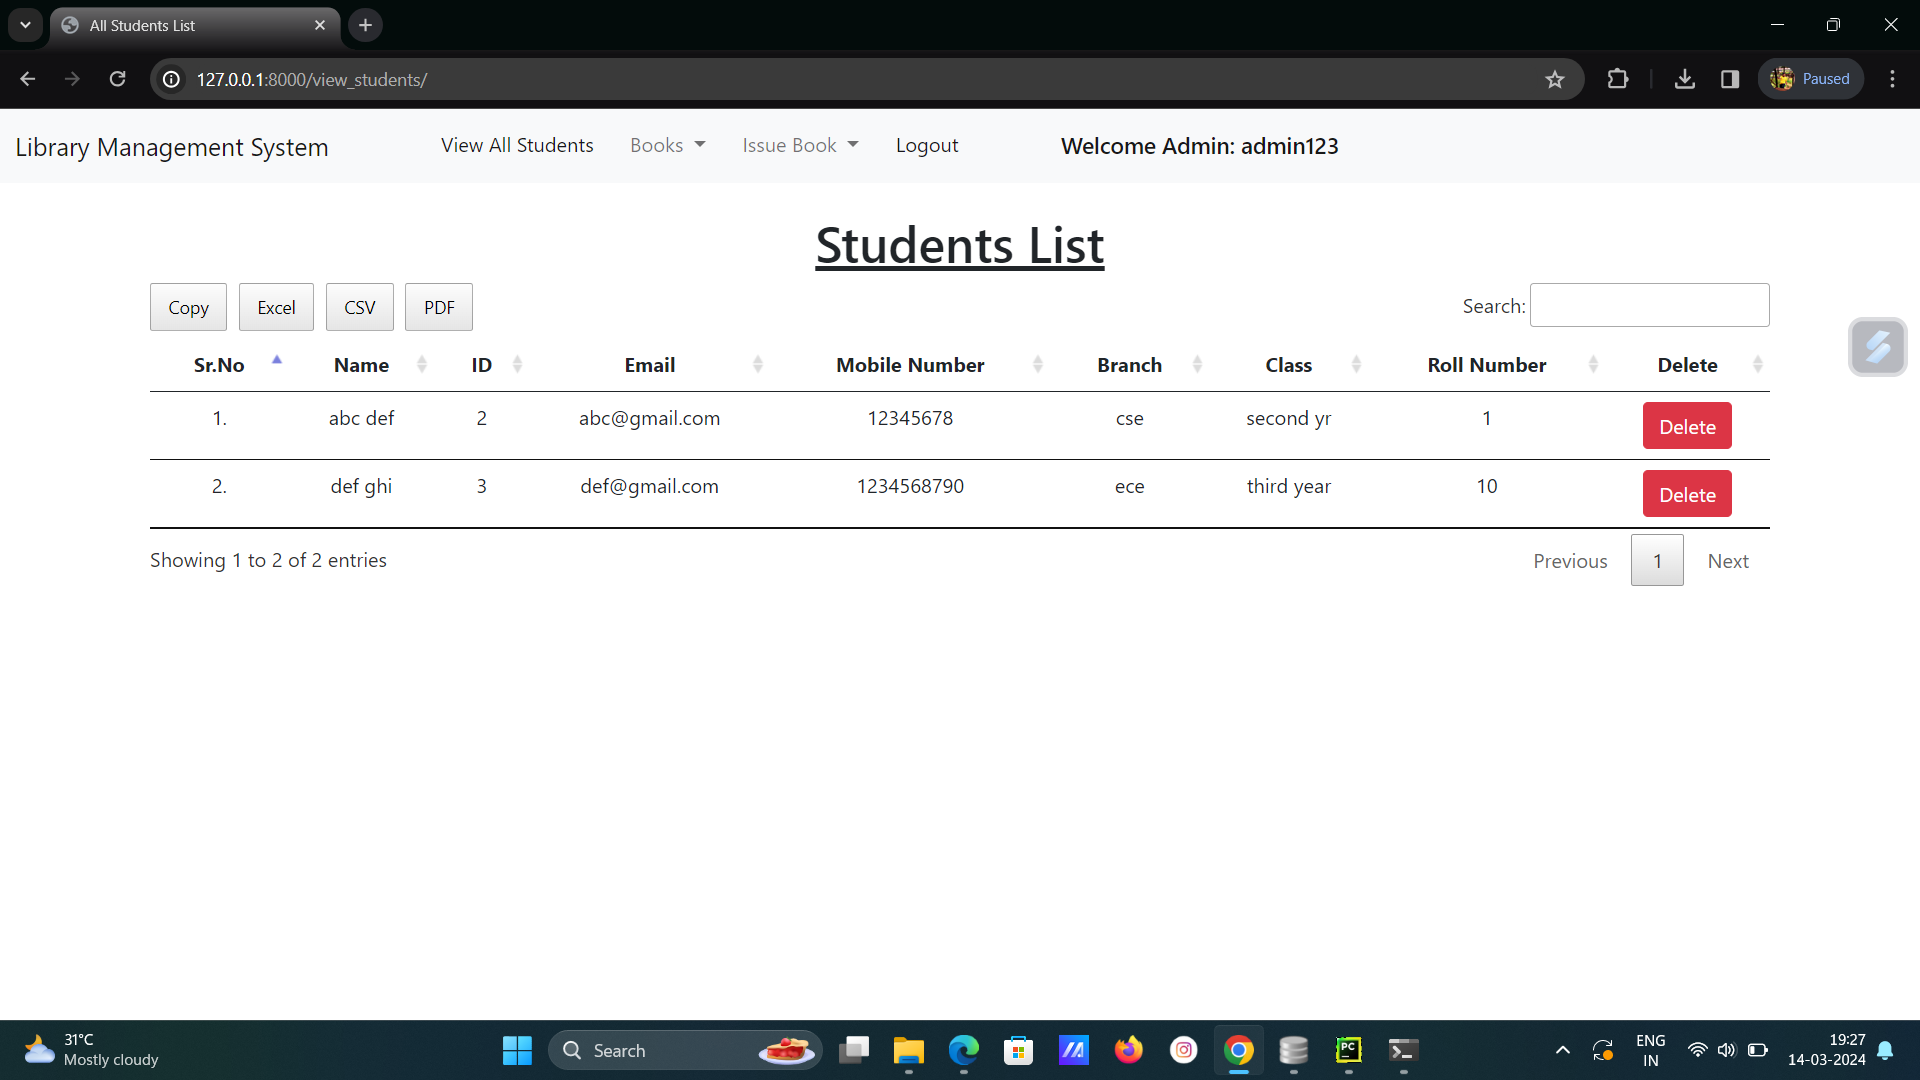 All Students List
127.0.0.1:8000/view_students/
Paused
Library Management System View All Students Books Issue Book Logout Welcome Admin: admin123
Students List
Copy Excel CSV PDF Search:
Sr.No Name ID Email Mobile Number Branch Class Roll Number Delete
1. abc def 2 abc@gmail.com 12345678 cse second yr 1 Delete
2. def ghi 3 def@gmail.com 1234568790 ece third year 10 Delete
Showing 1 to 2 of 2 entries Previous 1 Next
31°C
Mostly cloudy
Search
PC
ENG
IN
19:27
14-03-2024